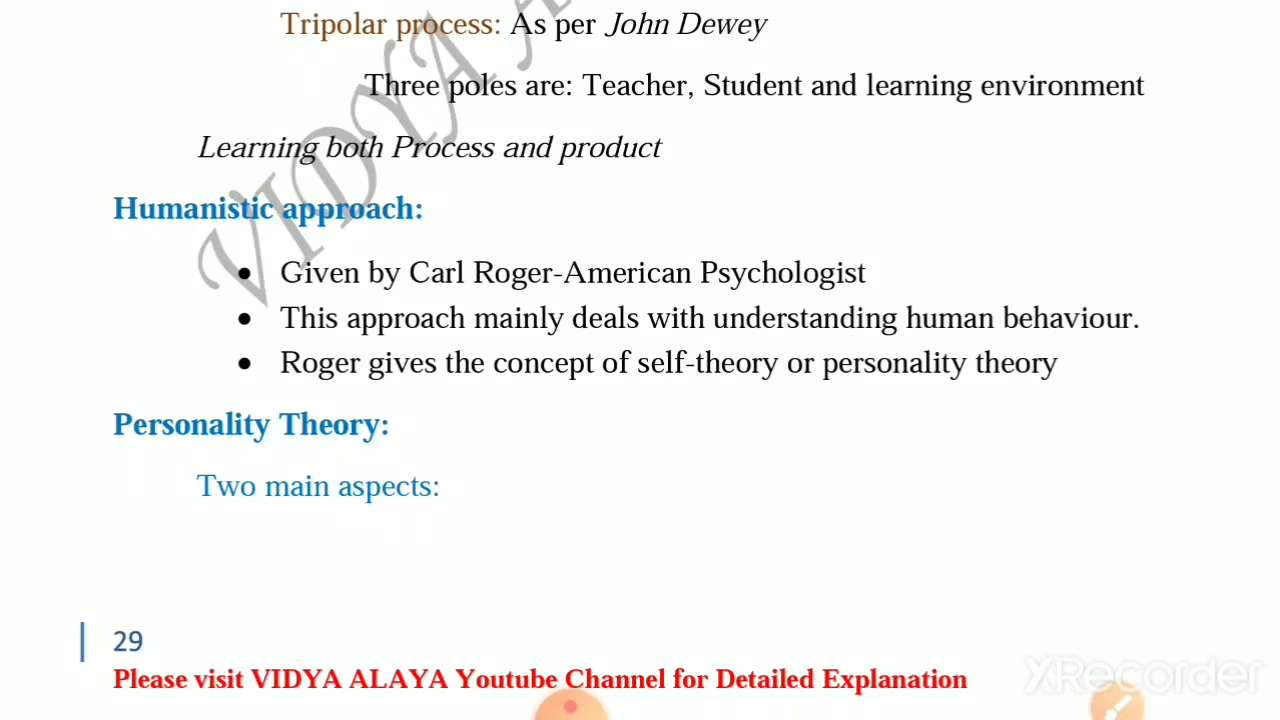 Tripolar process: As per John Dewey
Three poles are: Teacher, Student and learning environment
Learning both Process and product
Humanistic approach:
• Given by Carl Roger-American Psychologist
• This approach mainly deals with understanding human behaviour.
• Roger gives the concept of self-theory or personality theory
Personality Theory:
Two main aspects:
29
Please visit VIDYA ALAYA Youtube Channel for Detailed Explanation
VIDYA A
XRecorder